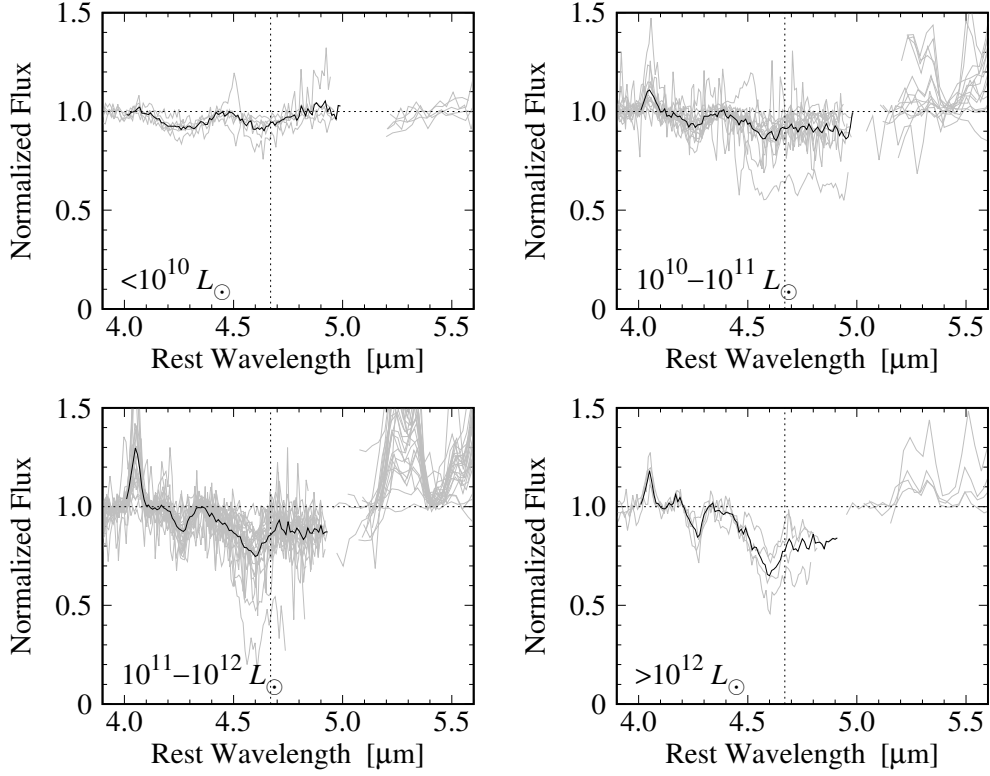 Normalized Flux
1.5
1.0
0.5
0
<10^10 L☉
4.0 4.5 5.0 5.5
Rest Wavelength [μm]
Normalized Flux
1.5
1.0
0.5
0
10^10–10^11 L☉
4.0 4.5 5.0 5.5
Rest Wavelength [μm]
Normalized Flux
1.5
1.0
0.5
0
10^11–10^12 L☉
4.0 4.5 5.0 5.5
Rest Wavelength [μm]
Normalized Flux
1.5
1.0
0.5
0
>10^12 L☉
4.0 4.5 5.0 5.5
Rest Wavelength [μm]